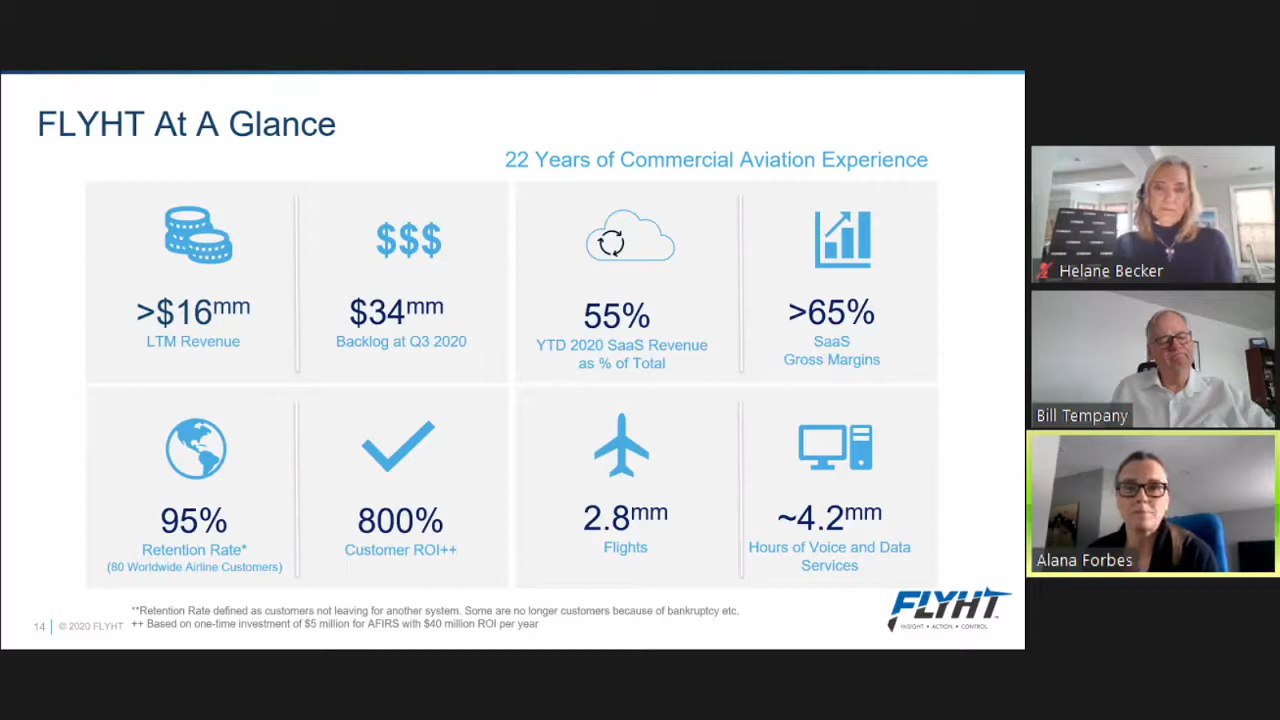 FLYHT At A Glance
22 Years of Commercial Aviation Experience
$$$
>$16mm
LTM Revenue
$34mm
Backlog at Q3 2020
55%
YTD 2020 SaaS Revenue
as % of Total
>65%
SaaS
Gross Margins
95%
Retention Rate*
(80 Worldwide Airline Customers)
800%
Customer ROI++
2.8mm
Flights
~4.2mm
Hours of Voice and Data
Services
**Retention Rate defined as customers not leaving for another system. Some are no longer customers because of bankruptcy etc.
++ Based on one-time investment of $5 million for AFIRS with $40 million ROI per year
14 | © 2020 FLYHT
FLYHT™
INSIGHT • ACTION • CONTROL
Helane Becker
Bill Tempany
Alana Forbes